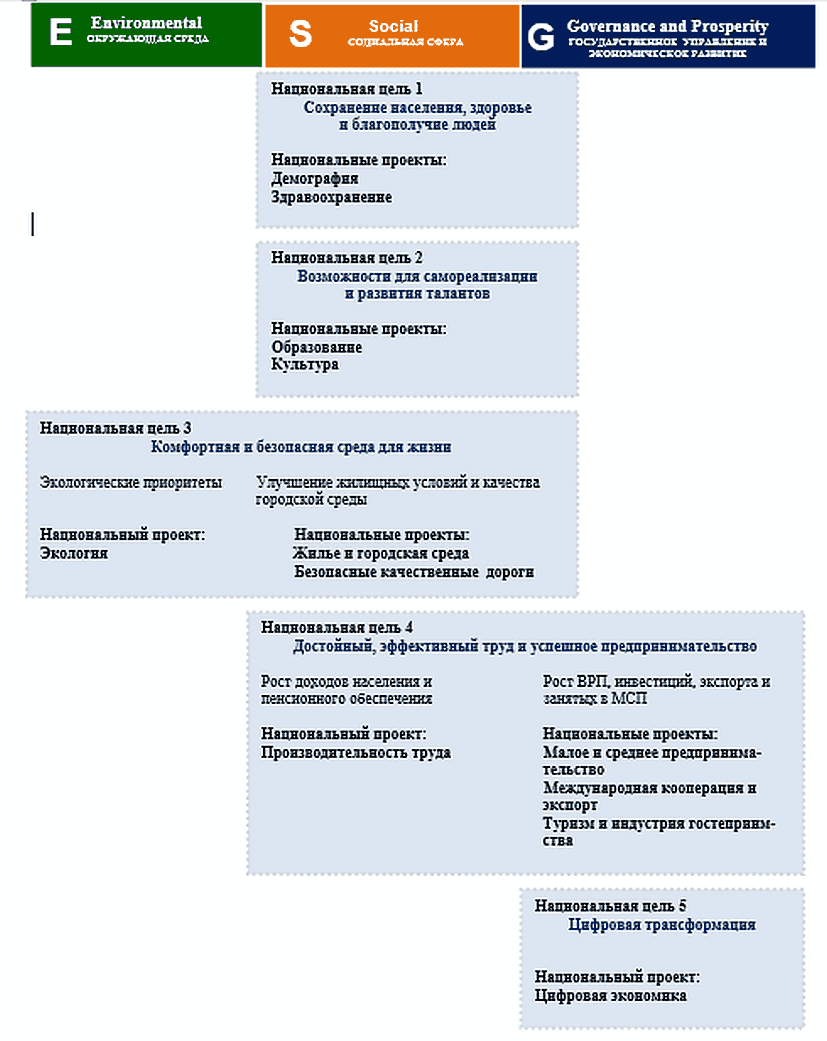 E
Environmental
ОКРУЖАЮЩАЯ СРЕДА
S
Social
СОЦИАЛЬНАЯ СФЕРА
G
Governance and Prosperity
ГОСУДАРСТВЕННОЕ УПРАВЛЕНИЕ И
ЭКОНОМИЧЕСКОЕ РАЗВИТИЕ
Национальная цель 1
Сохранение населения, здоровье
и благополучие людей
Национальные проекты:
Демография
Здравоохранение
Национальная цель 2
Возможности для самореализации
и развития талантов
Национальные проекты:
Образование
Культура
Национальная цель 3
Комфортная и безопасная среда для жизни
Экологические приоритеты
Национальный проект:
Экология
Улучшение жилищных условий и качества
городской среды
Национальные проекты:
Жилье и городская среда
Безопасные качественные дороги
Национальная цель 4
Достойный, эффективный труд и успешное предпринимательство
Рост доходов населения и
пенсионного обеспечения
Национальный проект:
Производительность труда
Рост ВРП, инвестиций, экспорта и
занятых в МСП
Национальные проекты:
Малое и среднее предпринима-
тельство
Международная кооперация и
экспорт
Туризм и индустрия гостеприим-
ства
Национальная цель 5
Цифровая трансформация
Национальный проект:
Цифровая экономика